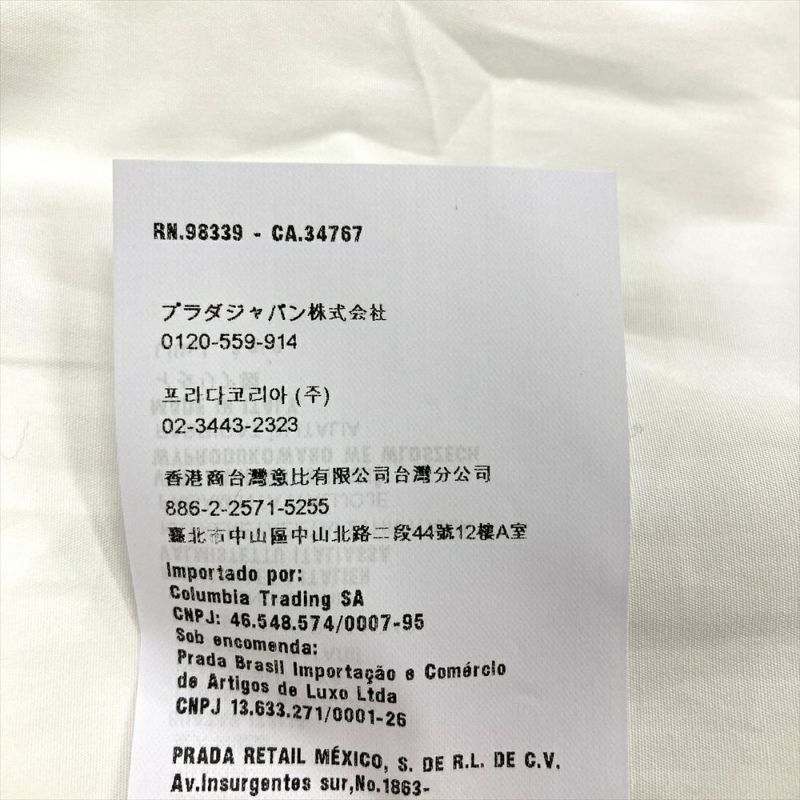 RN.98339 - CA.34767
プラダジャパン株式会社
0120-559-914
프라다코리아 (주)
02-3443-2323
香港商台灣意比有限公司台灣分公司
886-2-2571-5255
臺北市中山區中山北路二段44號12樓A室
Importado por:
Columbia Trading SA
CNPJ: 46.548.574/0007-95
Sob encomenda:
Prada Brasil Importação e Comércio
de Artigos de Luxo Ltda
CNPJ 13.633.271/0001-26
PRADA RETAIL MÉXICO, S. DE R.L. DE C.V.
Av.Insurgentes sur,No.1863-